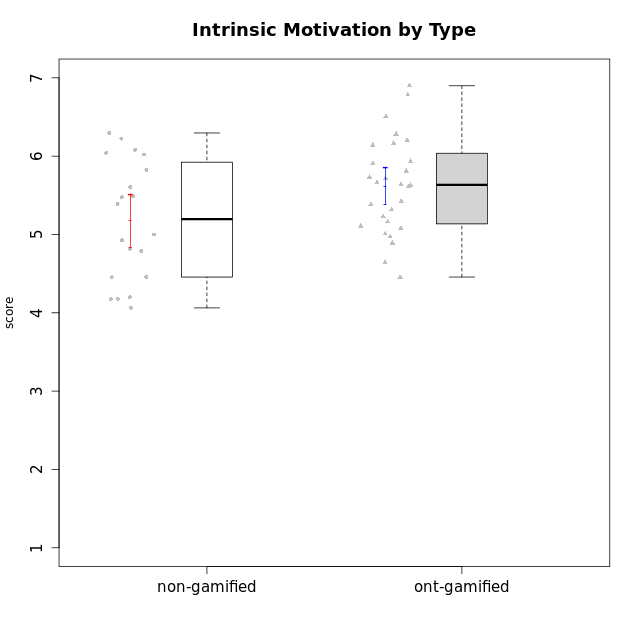 Intrinsic Motivation by Type
7
6
5
4
3
2
1
score
non-gamified
ont-gamified